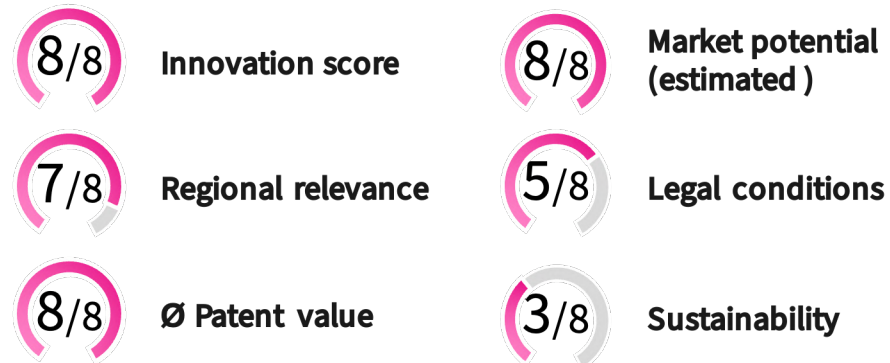 8/8 Innovation score
8/8 Market potential
(estimated )
7/8 Regional relevance
5/8 Legal conditions
8/8 Ø Patent value
3/8 Sustainability